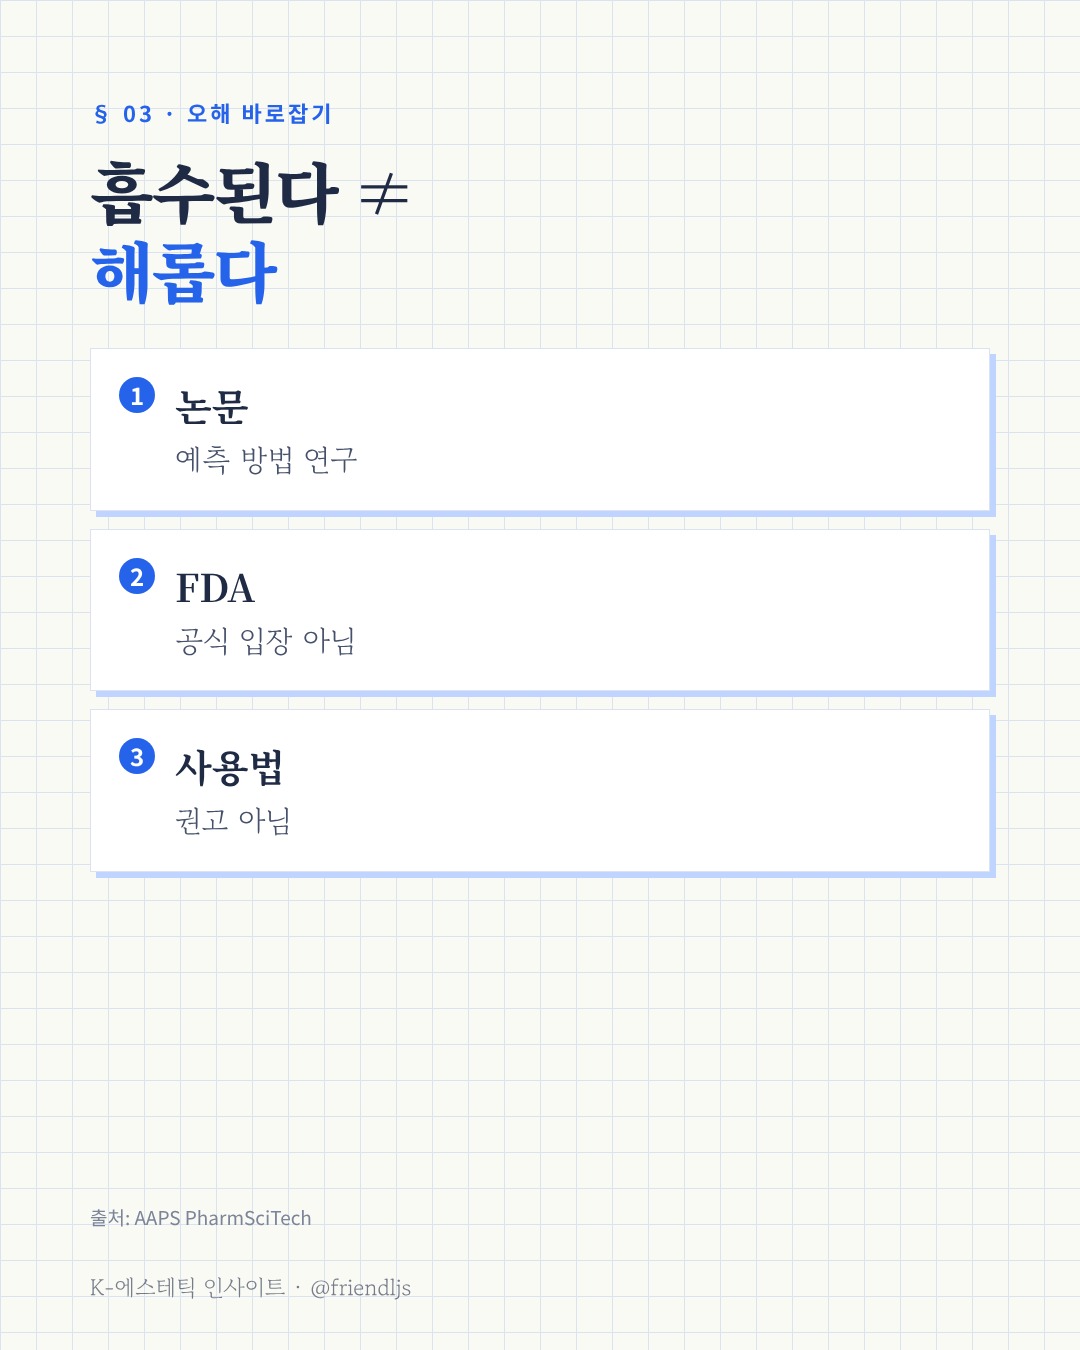 § 03 · 오해 바로잡기
흡수된다 ≠
해롭다
1 논문
예측 방법 연구
2 FDA
공식 입장 아님
3 사용법
권고 아님
출처: AAPS PharmSciTech
K-에스테틱 인사이트 · @friendljs